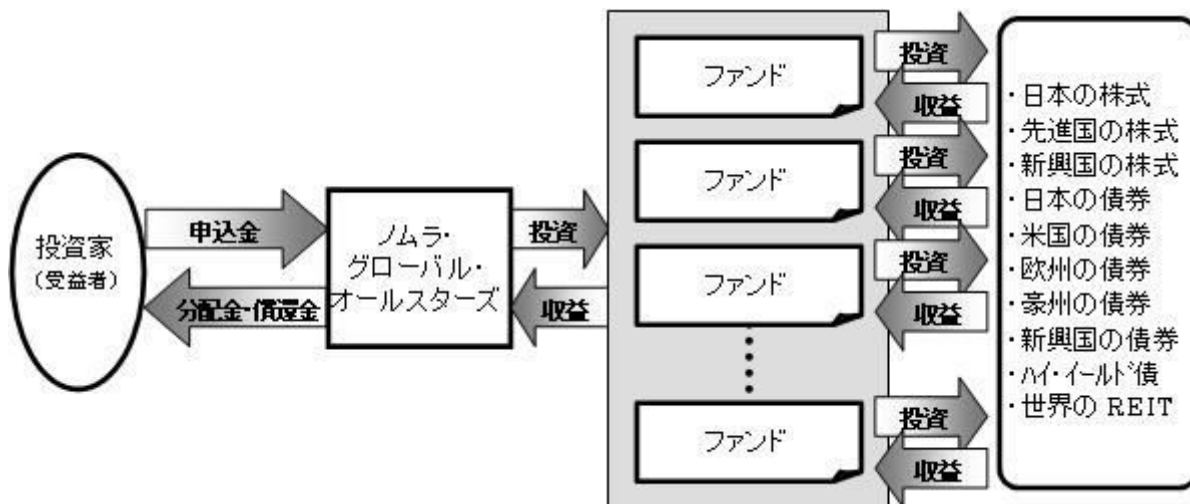 投資家
（受益者）
申込金
分配金・償還金
ノムラ・
グローバル・
オールスターズ
投資
収益
ファンド
投資
収益
ファンド
投資
収益
ファンド
投資
収益
ファンド
投資
収益
・日本の株式
・先進国の株式
・新興国の株式
・日本の債券
・米国の債券
・欧州の債券
・豪州の債券
・新興国の債券
・ハイ・イールド債
・世界の REIT